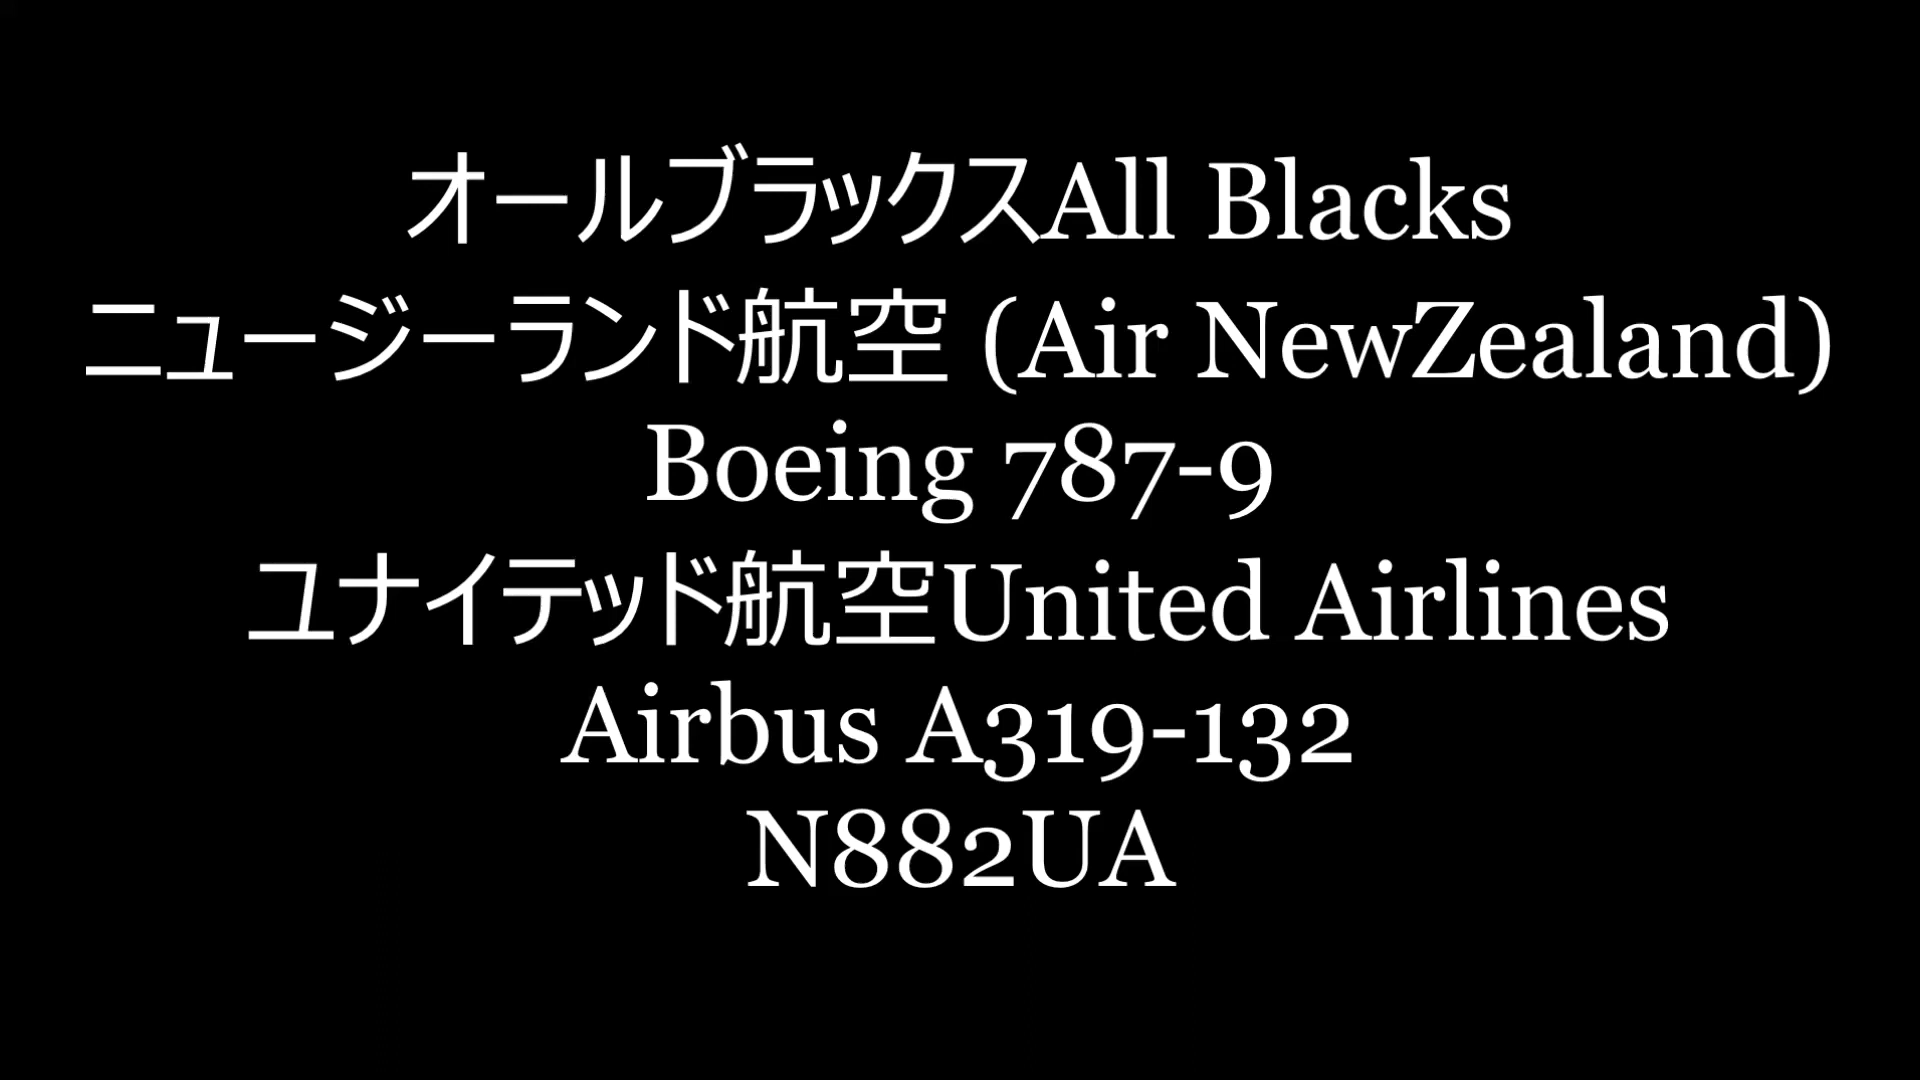 オールブラックスAll Blacks
ニュージーランド航空 (Air NewZealand)
Boeing 787-9
ユナイテッド航空United Airlines
Airbus A319-132
N882UA